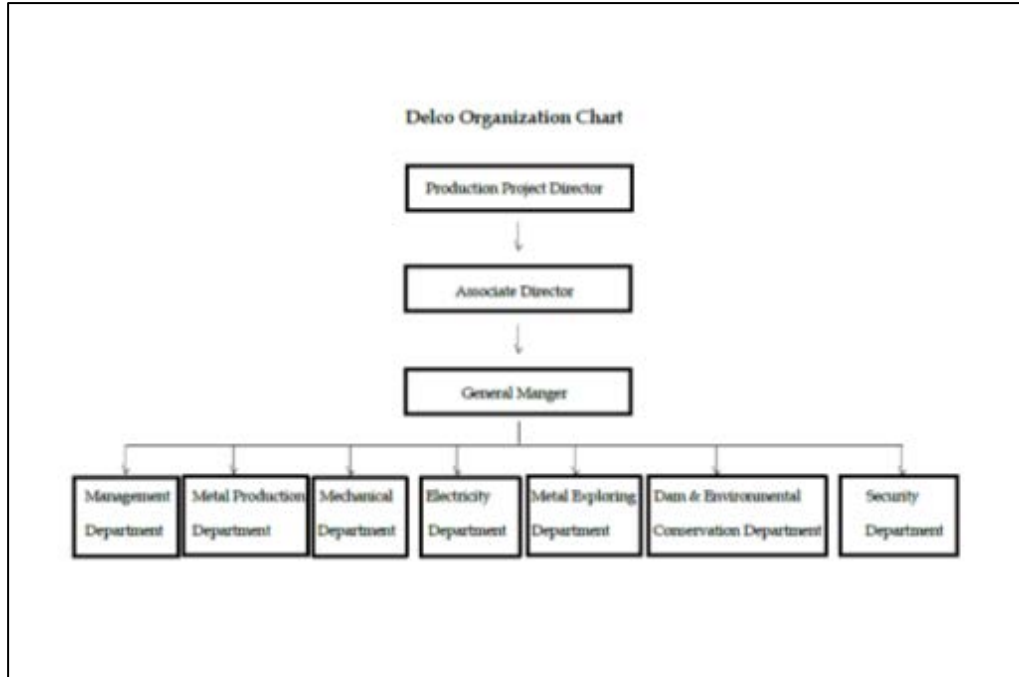 Delco Organization Chart
Production Project Director
Associate Director
General Manger
Management
Department
Metal Production
Department
Mechanical
Department
Electricity
Department
Metal Exploring
Department
Dam & Environmental
Conservation Department
Security
Department